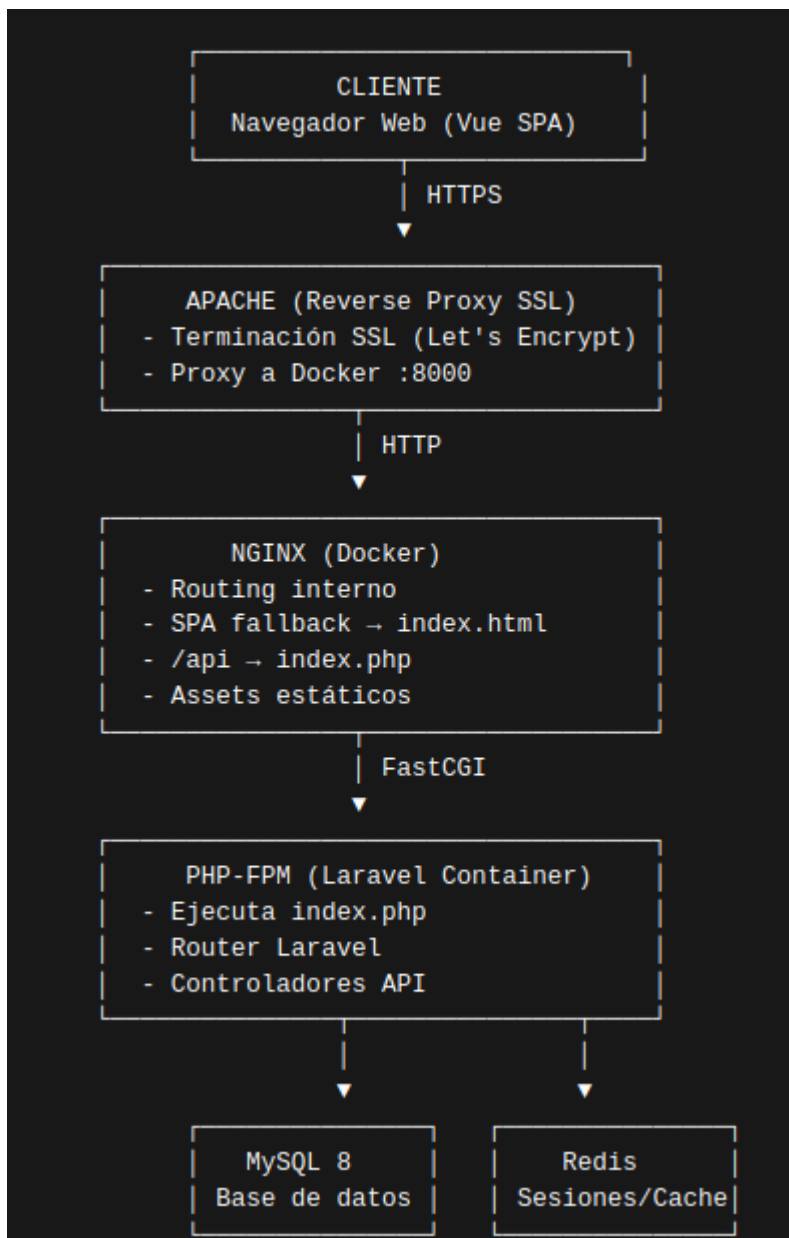 CLIENTE
Navegador Web (Vue SPA)
HTTPS
APACHE (Reverse Proxy SSL)
- Terminación SSL (Let's Encrypt)
- Proxy a Docker :8000
HTTP
NGINX (Docker)
- Routing interno
- SPA fallback → index.html
- /api → index.php
- Assets estáticos
FastCGI
PHP-FPM (Laravel Container)
- Ejecuta index.php
- Router Laravel
- Controladores API
MySQL 8
Base de datos
Redis
Sesiones/Cache